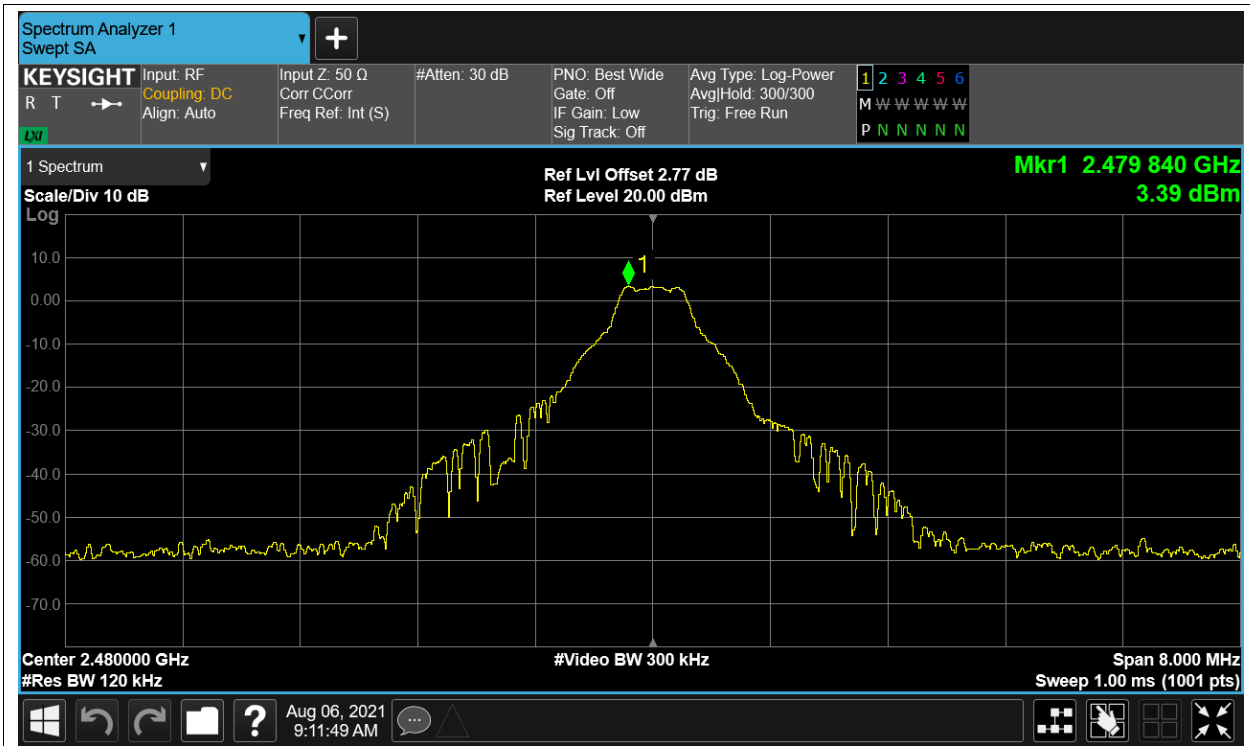 Spectrum Analyzer 1
Swept SA
KEYSIGHT
R T
LXI
Input: RF
Coupling: DC
Align: Auto
Input Z: 50 Ω
Corr CCorr
Freq Ref: Int (S)
#Atten: 30 dB
PNO: Best Wide
Gate: Off
IF Gain: Low
Sig Track: Off
Avg Type: Log-Power
Avg|Hold: 300/300
Trig: Free Run
1 2 3 4 5 6
M W W W W W
P N N N N N
1 Spectrum
Scale/Div 10 dB
Log
Ref Lvl Offset 2.77 dB
Ref Level 20.00 dBm
Mkr1 2.479 840 GHz
3.39 dBm
1
10.0
0.00
-10.0
-20.0
-30.0
-40.0
-50.0
-60.0
-70.0
Center 2.480000 GHz
#Res BW 120 kHz
#Video BW 300 kHz
Span 8.000 MHz
Sweep 1.00 ms (1001 pts)
?
Aug 06, 2021
9:11:49 AM